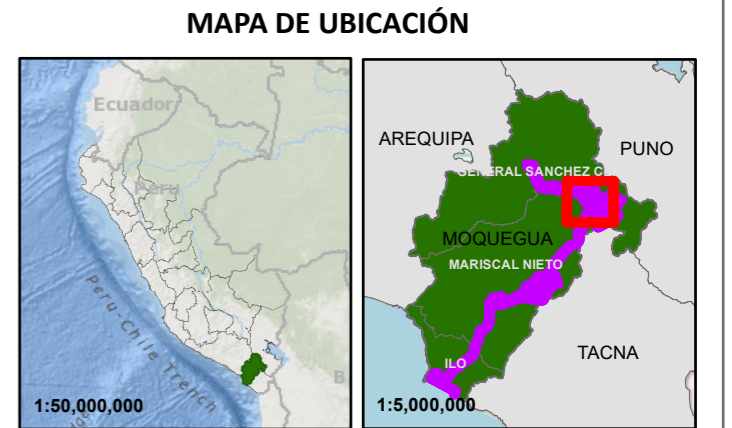 MAPA DE UBICACIÓN
Ecuador
Peru
Peru-Chile Trench
B
1:50,000,000
AREQUIPA
PUNO
GENERAL SANCHEZ C
MOQUEGUA
MARISCAL NIETO
TACNA
ILO
1:5,000,000